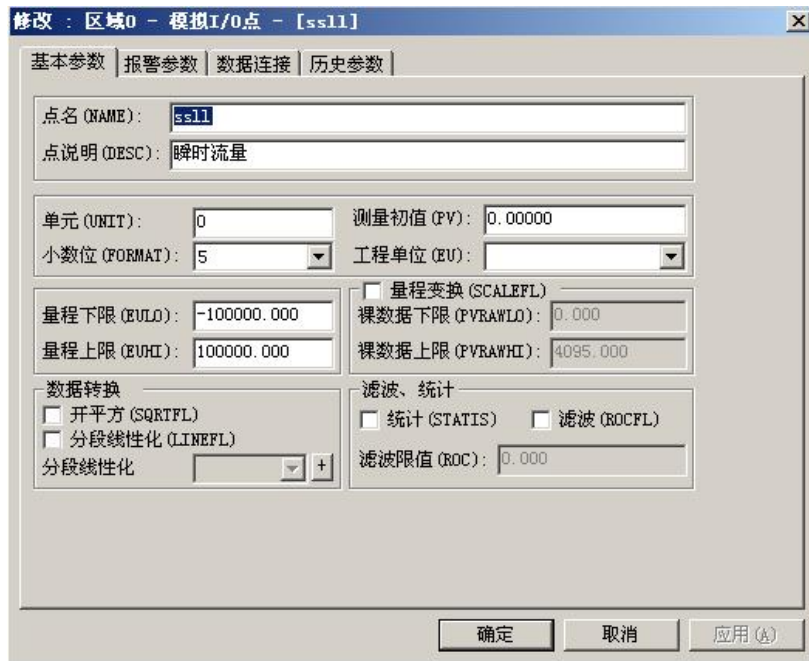 修改 : 区域0 - 模拟I/O点 - [ssll]
基本参数 报警参数 数据连接 历史参数
点名(NAME): ssll
点说明(DESC): 瞬时流量
单元(UNIT): 0 测量初值(PV): 0.00000
小数位(FORMAT): 5 工程单位(EU):
量程变换(SCALEFL)
量程下限(EULO): -100000.000 裸数据下限(PVRAWLO): 0.000
量程上限(EUHI): 100000.000 裸数据上限(PVRAWHI): 4095.000
数据转换 滤波、统计
开平方(SQRTFL) 统计(STATIS) 滤波(ROCFL)
分段线性化(LINEFL)
分段线性化 + 滤波限值(ROC): 0.000
确定 取消 应用(A)